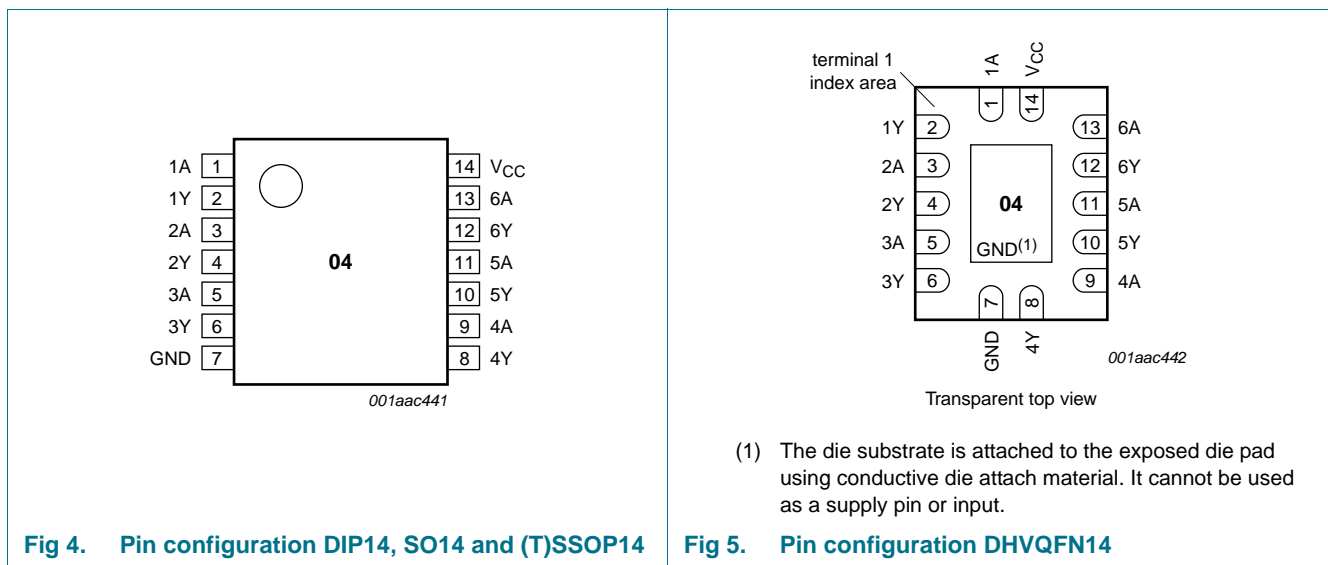 1A 1
1Y 2
2A 3
2Y 4
3A 5
3Y 6
GND 7
04
14 VCC
13 6A
12 6Y
11 5A
10 5Y
9 4A
8 4Y
001aac441
Fig 4. Pin configuration DIP14, SO14 and (T)SSOP14
terminal 1
index area
1A
VCC
1
14
1Y 2
2A 3
2Y 4
3A 5
3Y 6
04
GND(1)
13 6A
12 6Y
11 5A
10 5Y
9 4A
7
8
GND
4Y
001aac442
Transparent top view
(1) The die substrate is attached to the exposed die pad
using conductive die attach material. It cannot be used
as a supply pin or input.
Fig 5. Pin configuration DHVQFN14